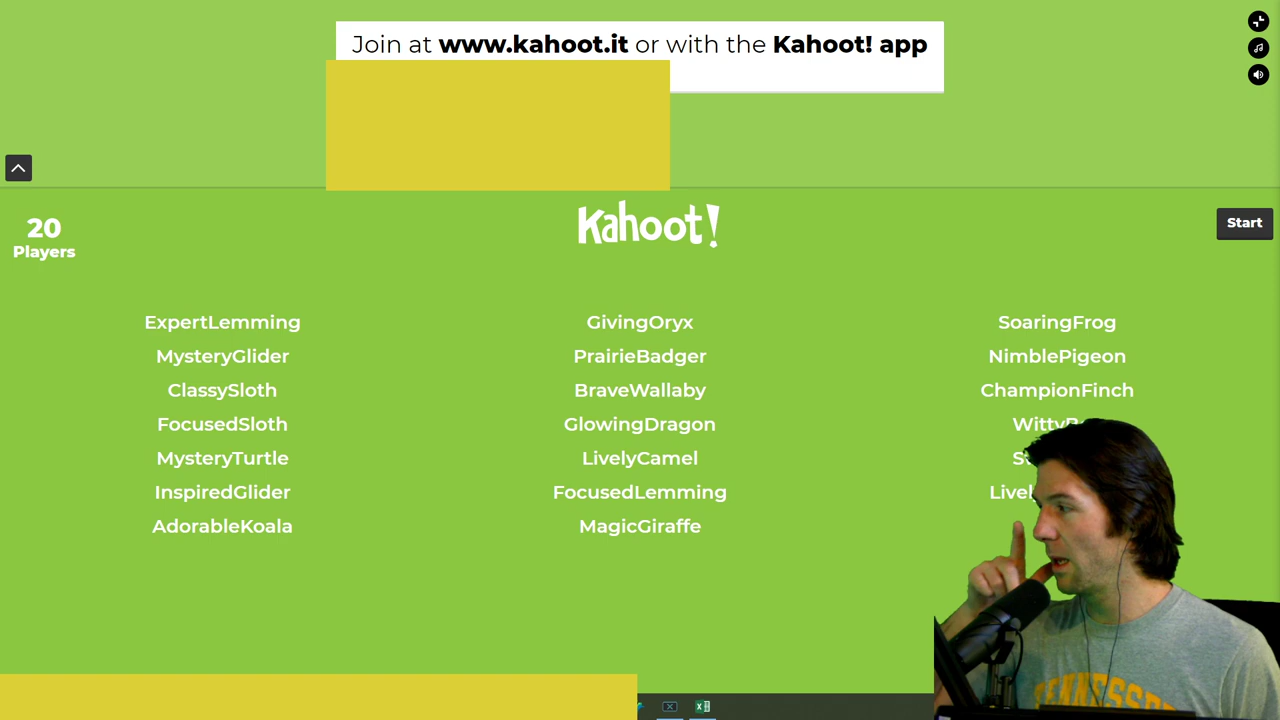 Join at www.kahoot.it or with the Kahoot! app
20
Players
Kahoot!
Start
ExpertLemming
GivingOryx
SoaringFrog
MysteryGlider
PrairieBadger
NimblePigeon
ClassySloth
BraveWallaby
ChampionFinch
FocusedSloth
GlowingDragon
MysteryTurtle
LivelyCamel
InspiredGlider
FocusedLemming
AdorableKoala
MagicGiraffe
TENNESSEE